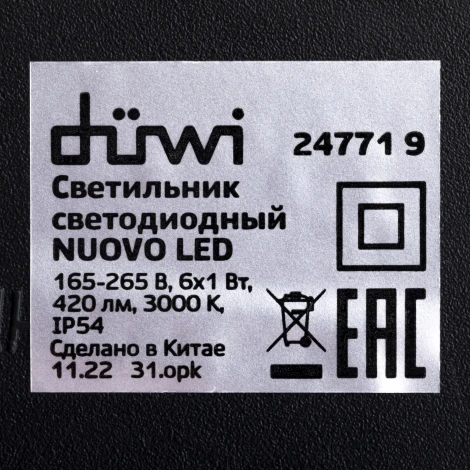 düwi 24771 9
Светильник
светодиодный
NUOVO LED
165-265 В, 6х1 Вт,
420 лм, 3000 К,
IP54
Сделано в Китае
11.22 31.opk
EAC